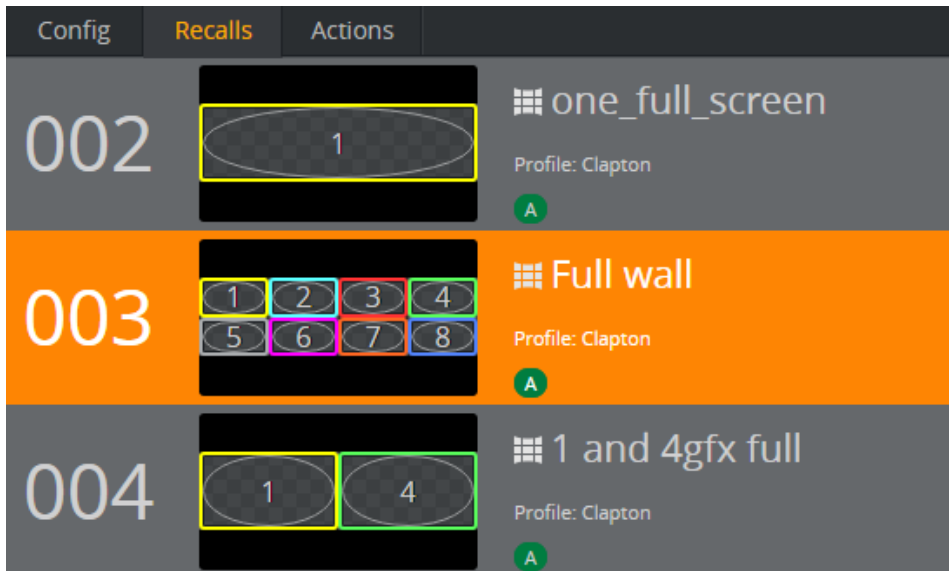 Config Recalls Actions
002
1
one_full_screen
Profile: Clapton
A
003
1 2 3 4
5 6 7 8
Full wall
Profile: Clapton
A
004
1 4
1 and 4gfx full
Profile: Clapton
A